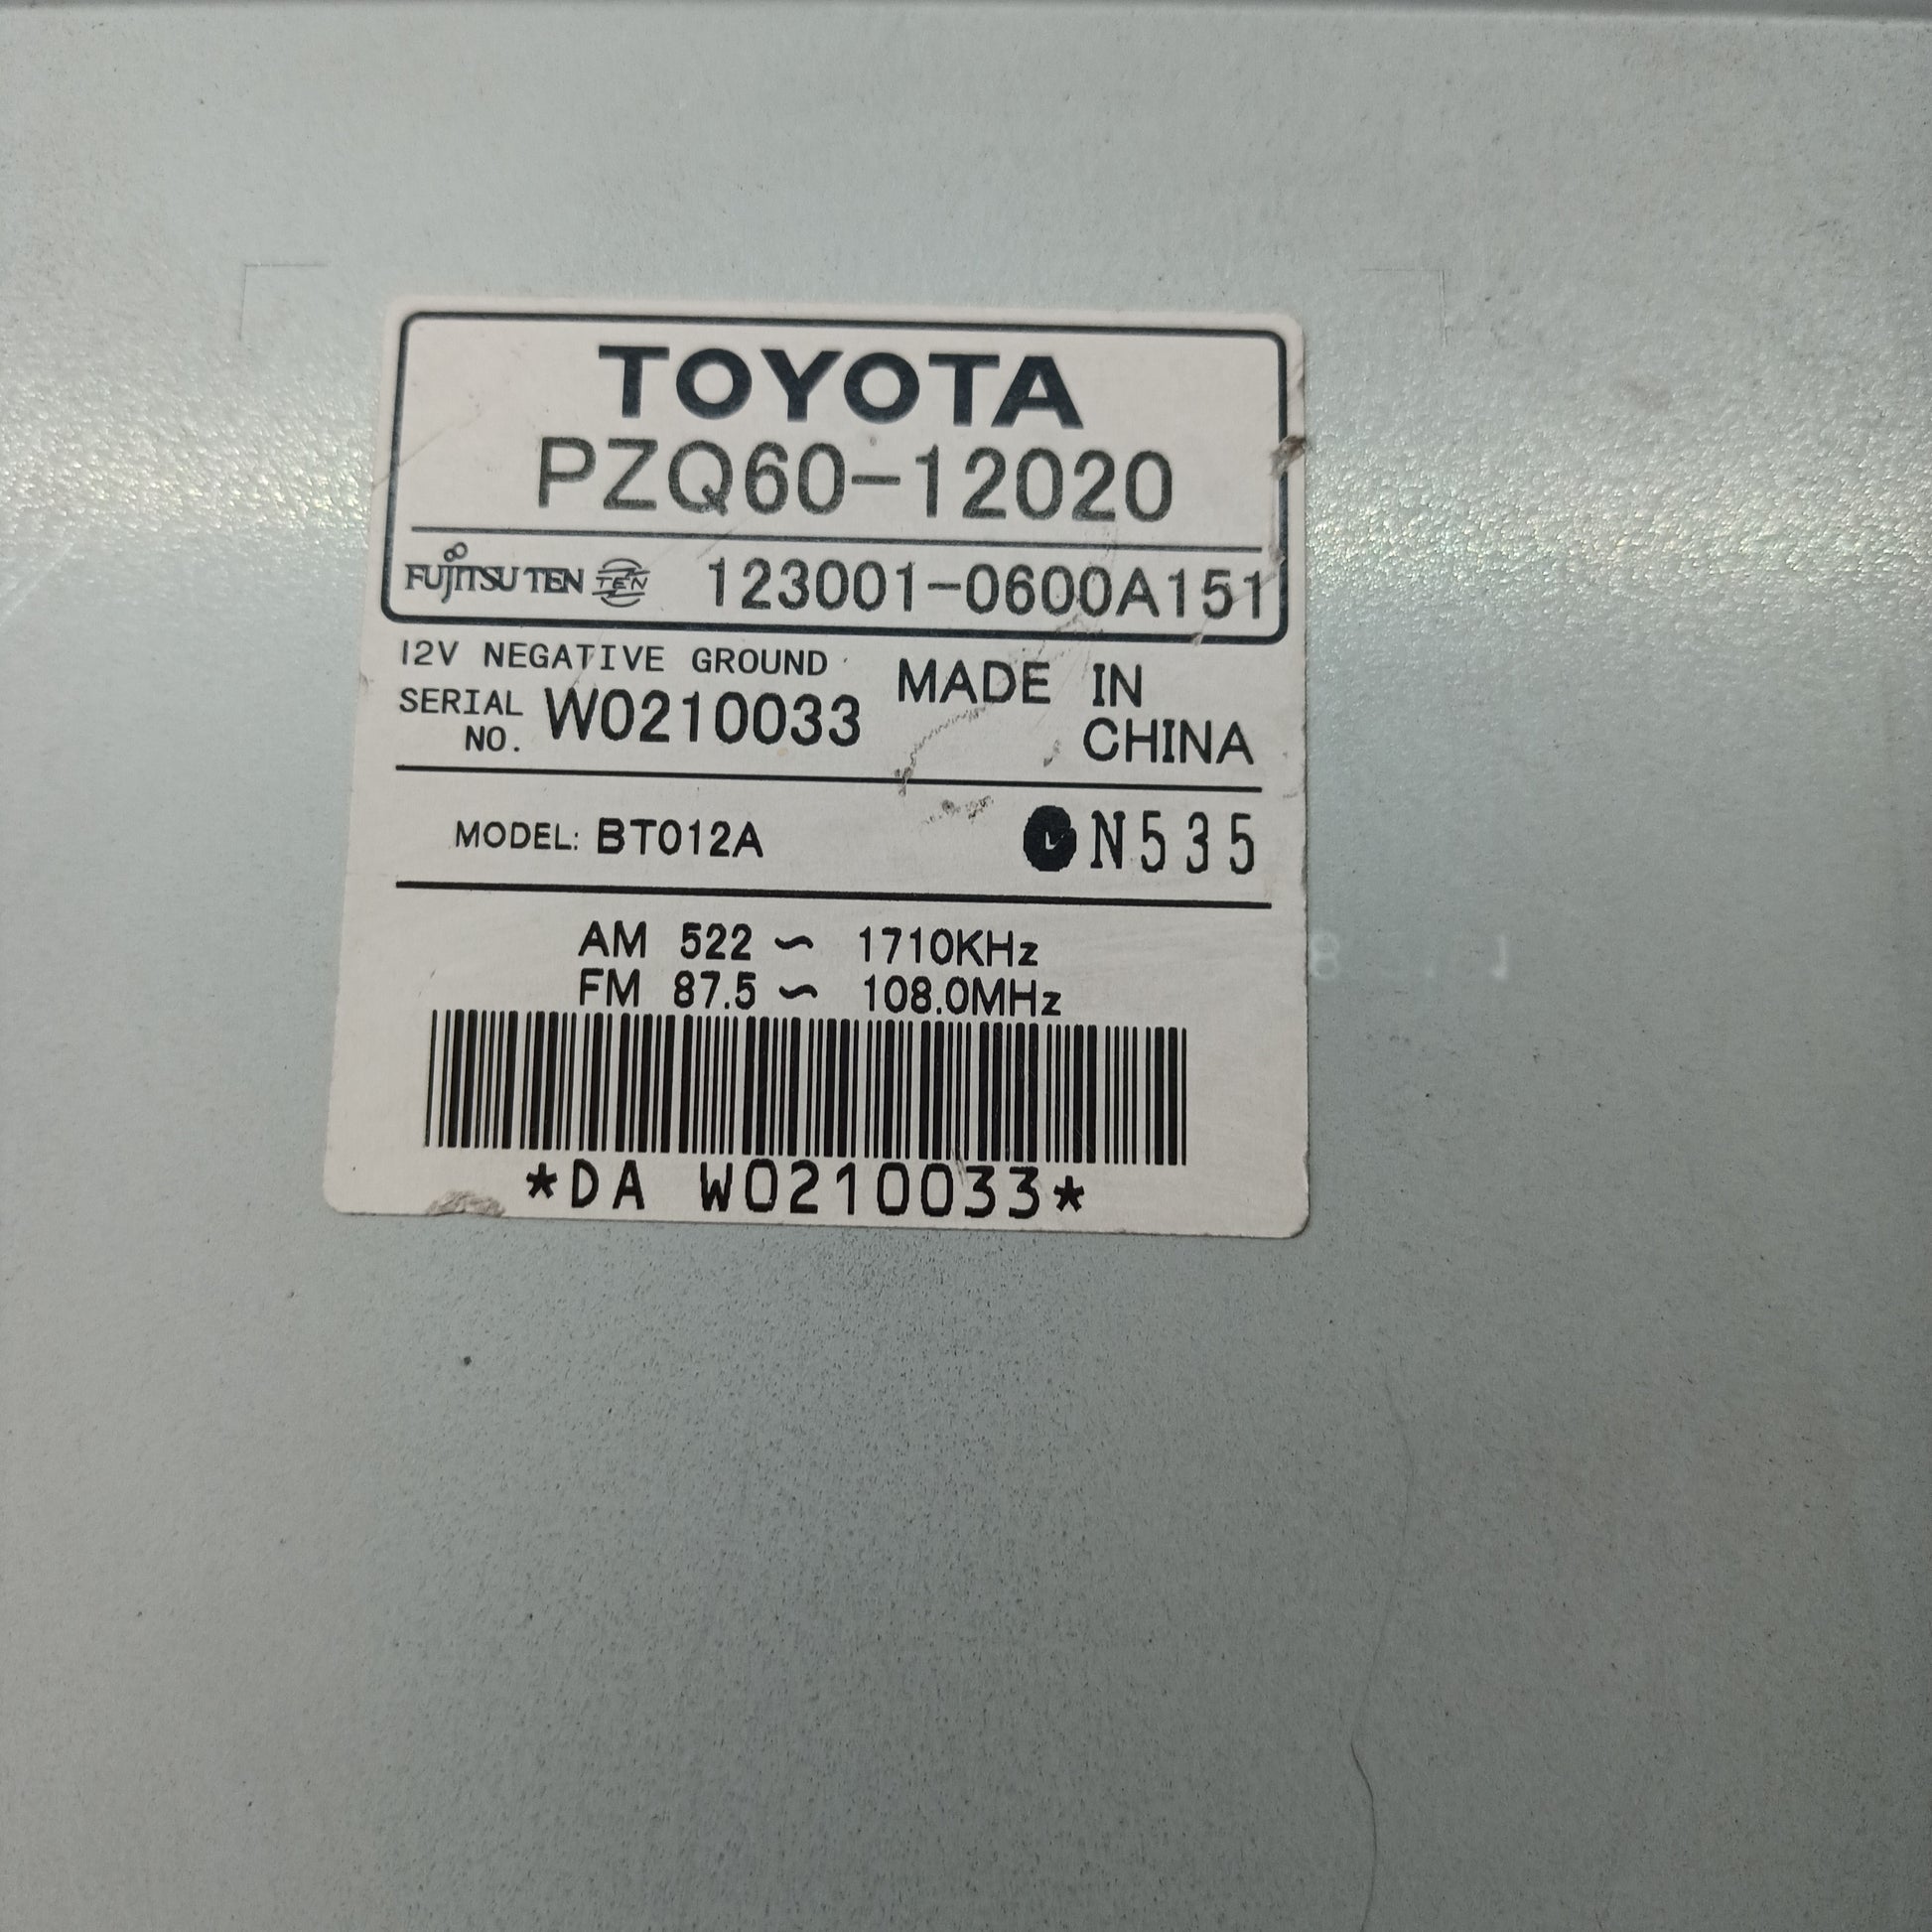 TOYOTA
PZQ60-12020
FUJITSU TEN TEN 123001-0600A151
12V NEGATIVE GROUND
SERIAL NO. W0210033
MADE IN
CHINA
MODEL: BT012A
N535
AM 522 ~ 1710KHz
FM 87.5 ~ 108.0MHz
*DA W0210033*